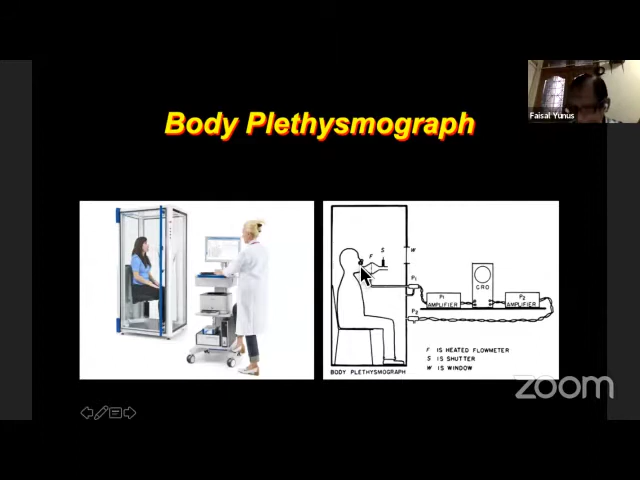 Faisal Yunus
Body Plethysmograph
S
F
W
P1
P1
AMPLIFIER
CRO
P2
AMPLIFIER
P2
F IS HEATED FLOWMETER
S IS SHUTTER
W IS WINDOW
BODY PLETHYSMOGRAPH
zoom